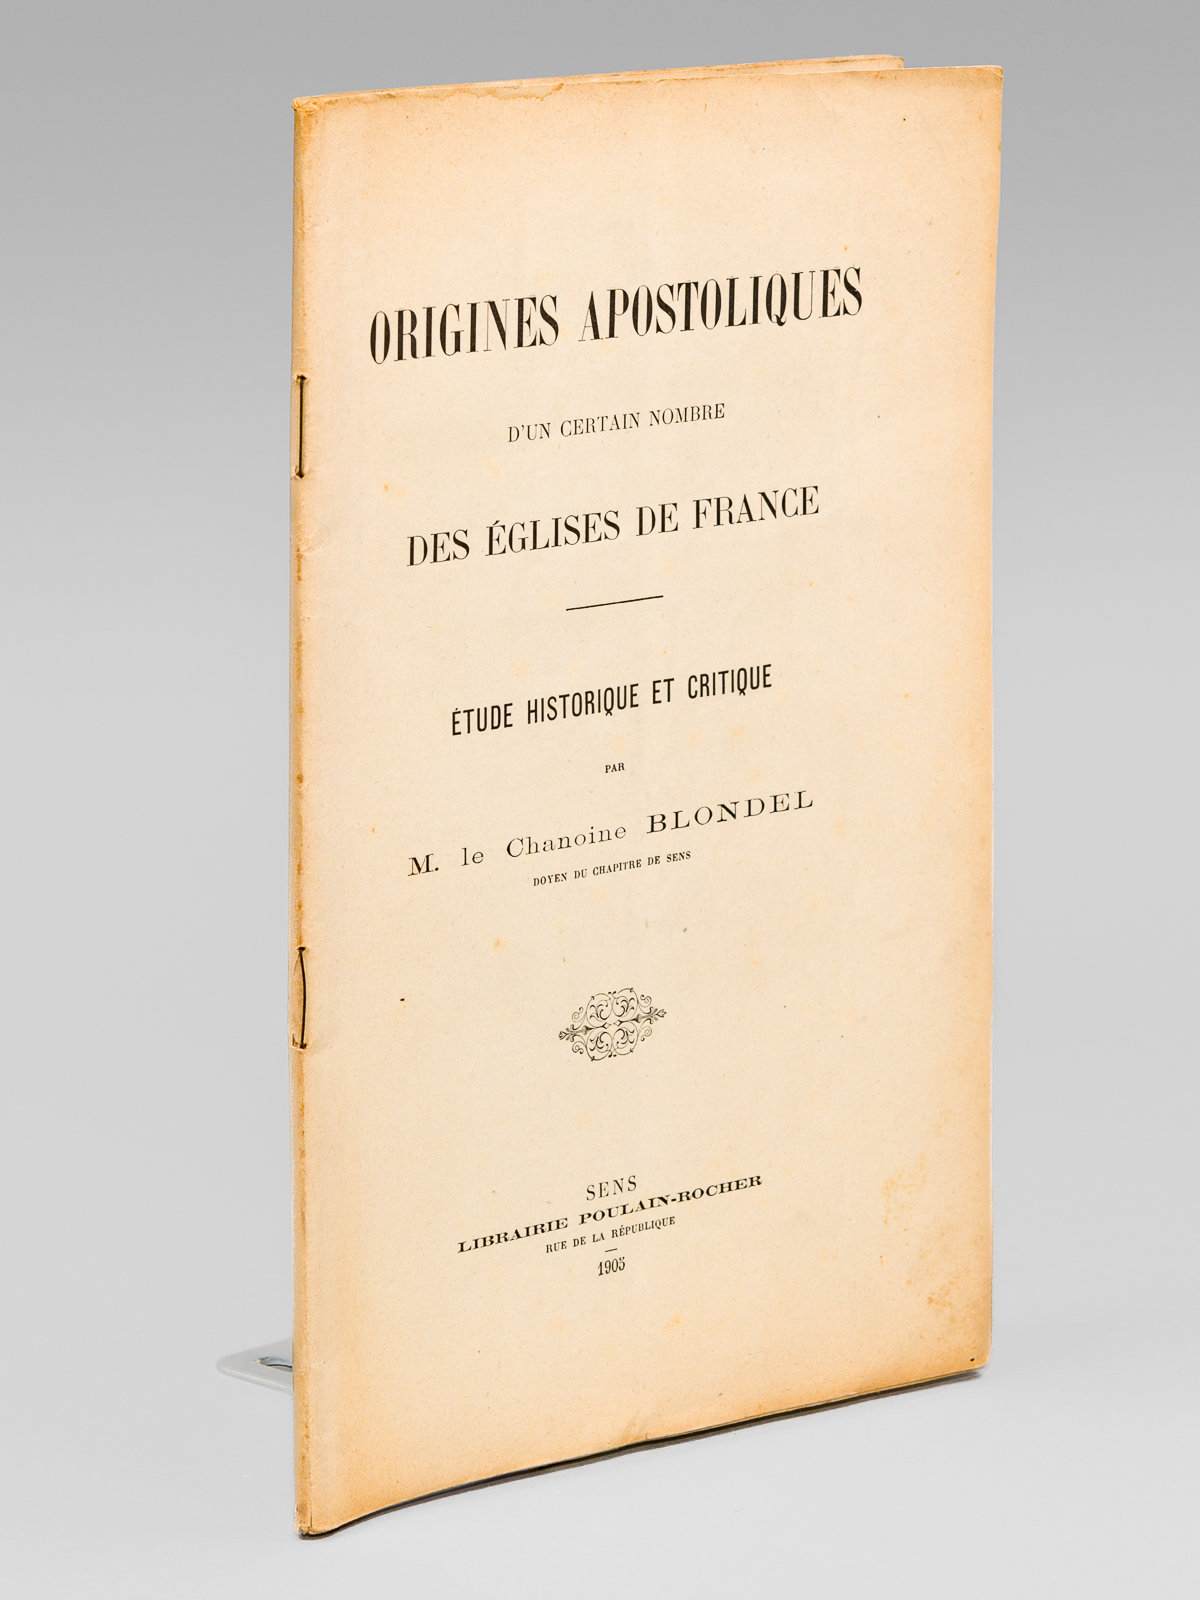 ORIGINES APOSTOLIQUES
D'UN CERTAIN NOMBRE
DES ÉGLISES DE FRANCE
ÉTUDE HISTORIQUE ET CRITIQUE
PAR
M. le Chanoine BLONDEL
DOYEN DU CHAPITRE DE SENS
SENS
LIBRAIRIE POULAIN-ROCHER
RUE DE LA RÉPUBLIQUE
1905